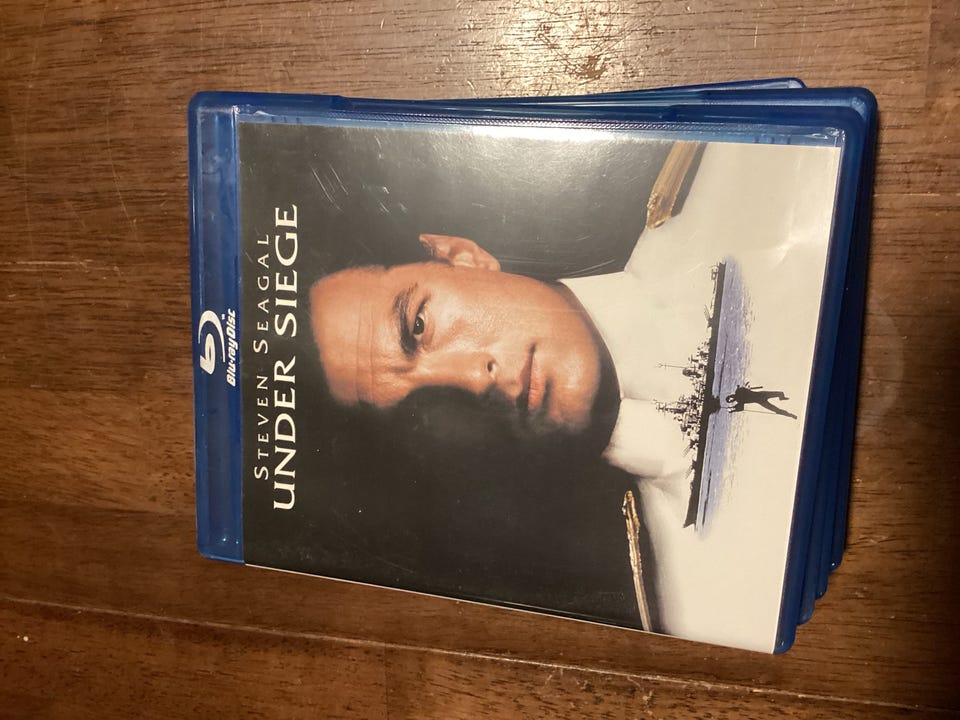 Blu-ray Disc
STEVEN SEAGAL
UNDER SIEGE